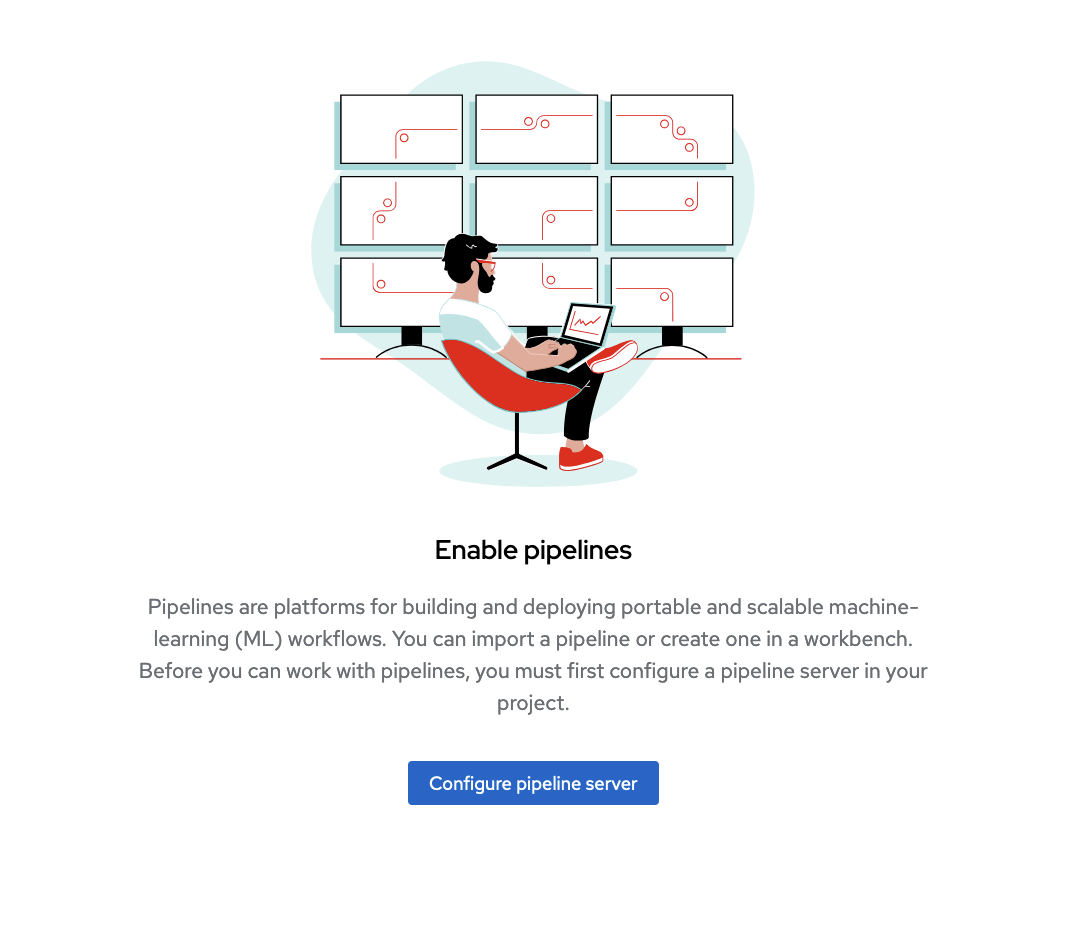 Enable pipelines
Pipelines are platforms for building and deploying portable and scalable machine-
learning (ML) workflows. You can import a pipeline or create one in a workbench.
Before you can work with pipelines, you must first configure a pipeline server in your
project.
Configure pipeline server